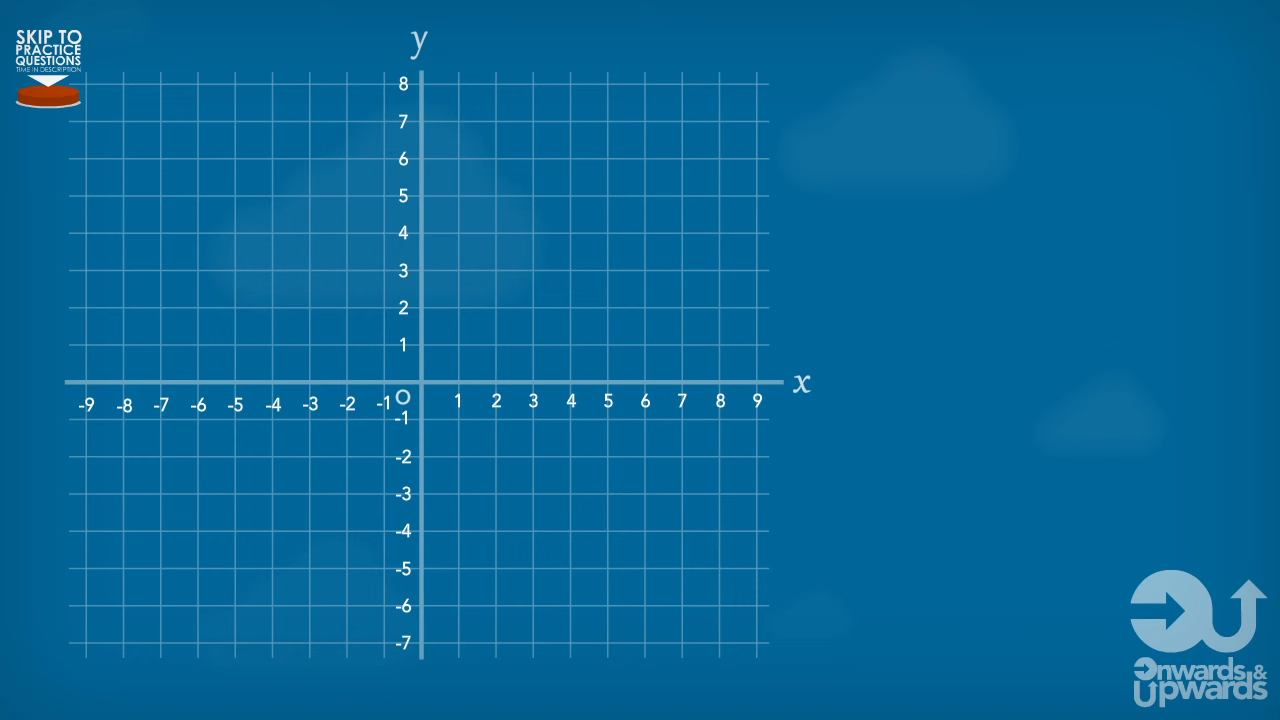 SKIP TO
PRACTICE
QUESTIONS
TIME IN DESCRIPTION
y
8
7
6
5
4
3
2
1
x
-9 -8 -7 -6 -5 -4 -3 -2 -1 O 1 2 3 4 5 6 7 8 9
-1
-2
-3
-4
-5
-6
-7
Onwards&
Upwards